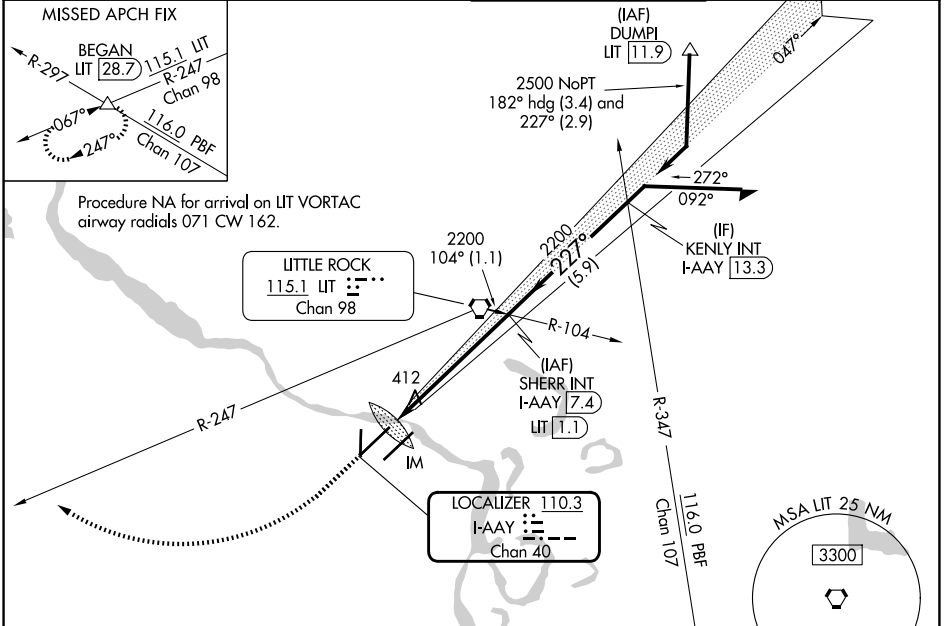 MISSED APCH FIX
BEGAN
LIT 28.7
R-297
115.1 LIT
R-247
Chan 98
067°
247°
116.0 PBF
Chan 107
(IAF)
DUMPI
LIT 11.9
047°
2500 NoPT
182° hdg (3.4) and
227° (2.9)
Procedure NA for arrival on LIT VORTAC
airway radials 071 CW 162.
272°
092°
(IF)
KENLY INT
I-AAY 13.3
2200
227°
(5.9)
2200
104° (1.1)
LITTLE ROCK
115.1 LIT
Chan 98
R-104
(IAF)
SHERR INT
I-AAY 7.4
LIT 1.1
412
R-247
R-347
IM
LOCALIZER 110.3
I-AAY
Chan 40
116.0 PBF
Chan 107
MSA LIT 25 NM
3300